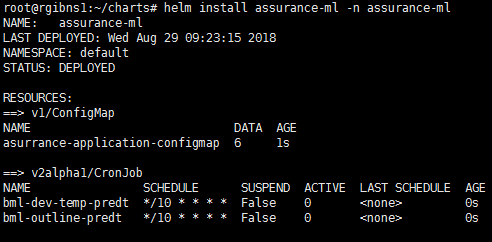 root@rgibns1:~/charts# helm install assurance-ml -n assurance-ml
NAME:   assurance-ml
LAST DEPLOYED: Wed Aug 29 09:23:15 2018
NAMESPACE: default
STATUS: DEPLOYED
RESOURCES:
==> v1/ConfigMap
NAME                             DATA  AGE
asurrance-application-configmap  6     1s
==> v2alpha1/CronJob
NAME                SCHEDULE      SUSPEND  ACTIVE  LAST SCHEDULE  AGE
bml-dev-temp-predt  */10 * * * *  False    0       <none>         0s
bml-outline-predt   */10 * * * *  False    0       <none>         0s